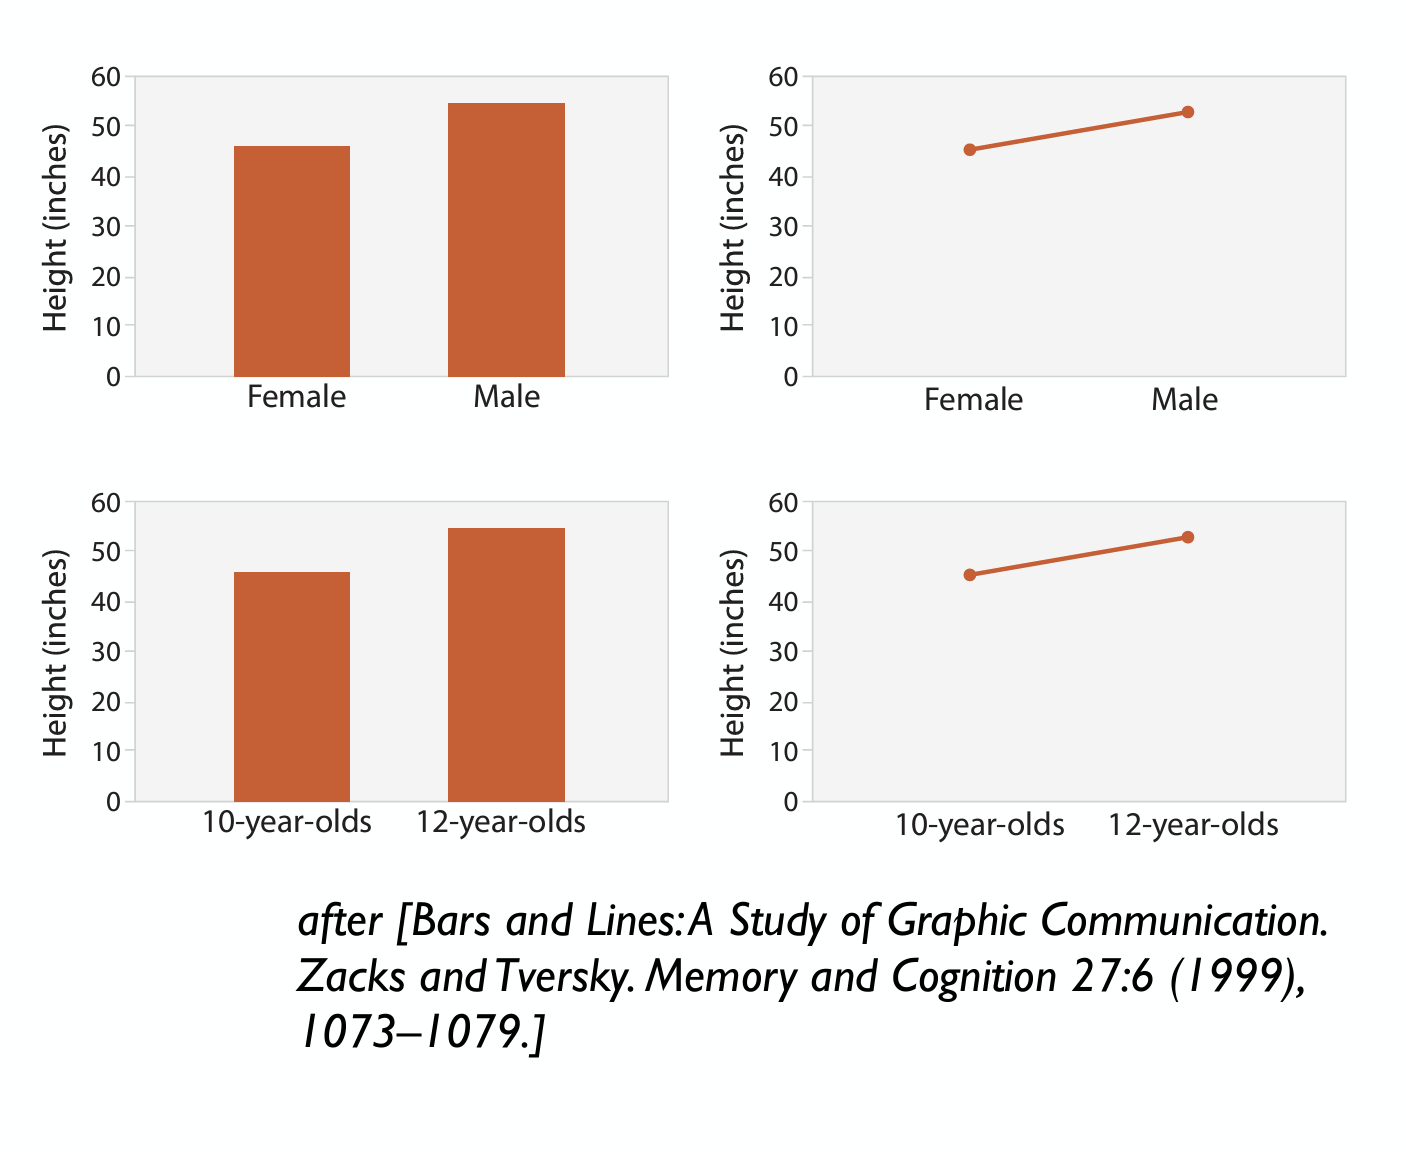 60
50
40
30
20
10
0
Height (inches)
Female Male
60
50
40
30
20
10
0
Height (inches)
Female Male
60
50
40
30
20
10
0
Height (inches)
10-year-olds 12-year-olds
60
50
40
30
20
10
0
Height (inches)
10-year-olds 12-year-olds
after [Bars and Lines: A Study of Graphic Communication.
Zacks and Tversky. Memory and Cognition 27:6 (1999),
1073–1079.]